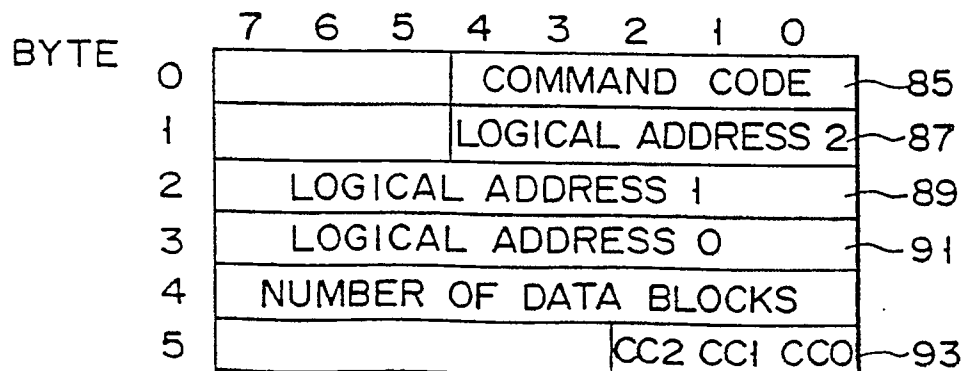 7 6 5 4 3 2 1 0
BYTE
0 COMMAND CODE 85
1 LOGICAL ADDRESS 2 87
2 LOGICAL ADDRESS 1 89
3 LOGICAL ADDRESS 0 91
4 NUMBER OF DATA BLOCKS
5 CC2 CC1 CC0 93